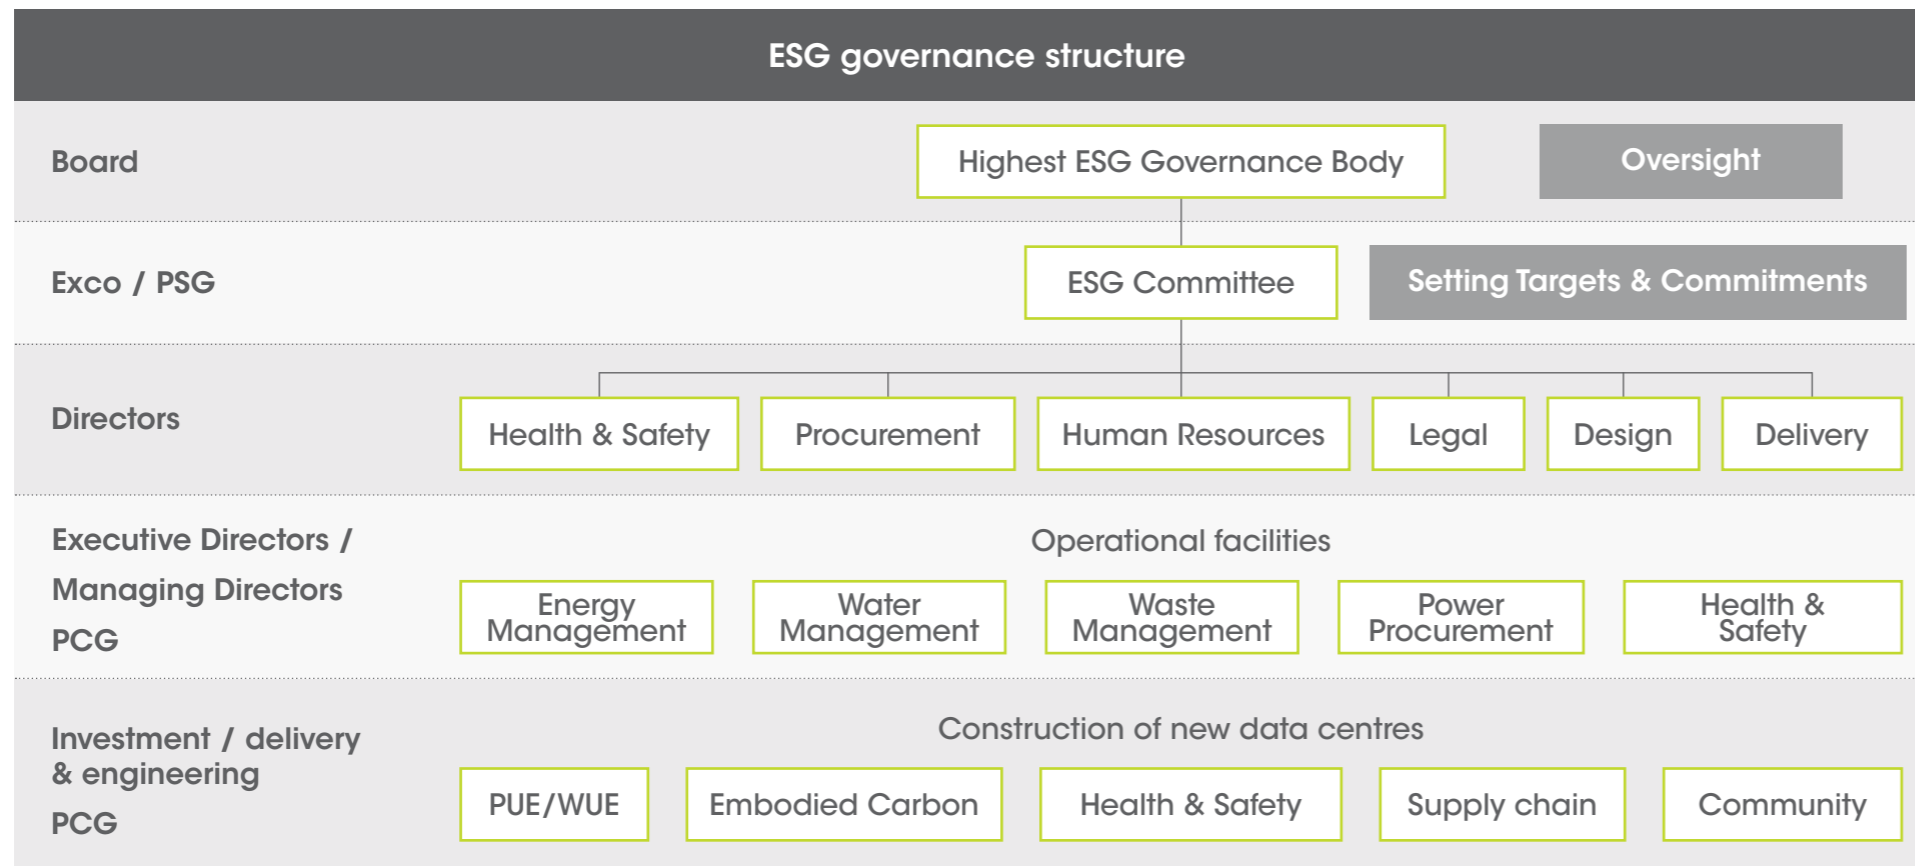 ESG governance structure
Board
Highest ESG Governance Body
Oversight
Exco / PSG
ESG Committee
Setting Targets & Commitments
Directors
Health & Safety
Procurement
Human Resources
Legal
Design
Delivery
Executive Directors /
Managing Directors
PCG
Operational facilities
Energy
Management
Water
Management
Waste
Management
Power
Procurement
Health &
Safety
Investment / delivery
& engineering
PCG
Construction of new data centres
PUE/WUE
Embodied Carbon
Health & Safety
Supply chain
Community